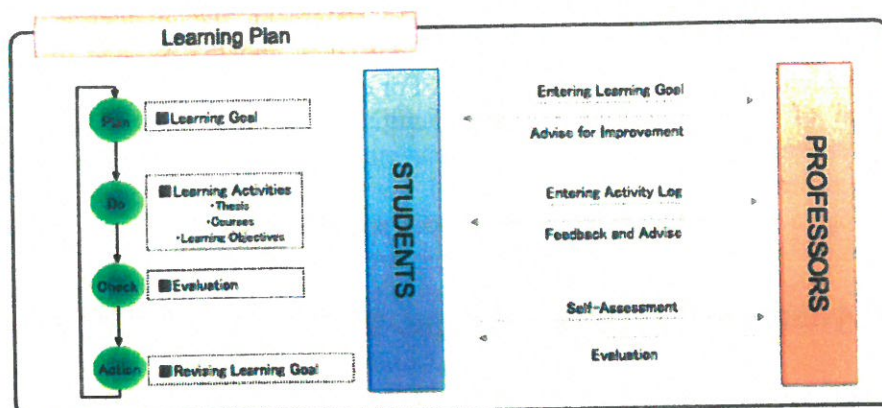 Learning Plan
Plan
■Learning Goal
Do
■Learning Activities
・Thesis
・Courses
・Learning Objectives
Check
■Evaluation
Action
■Revising Learning Goal
STUDENTS
Entering Learning Goal
Advise for Improvement
Entering Activity Log
Feedback and Advise
Self-Assessment
Evaluation
PROFESSORS